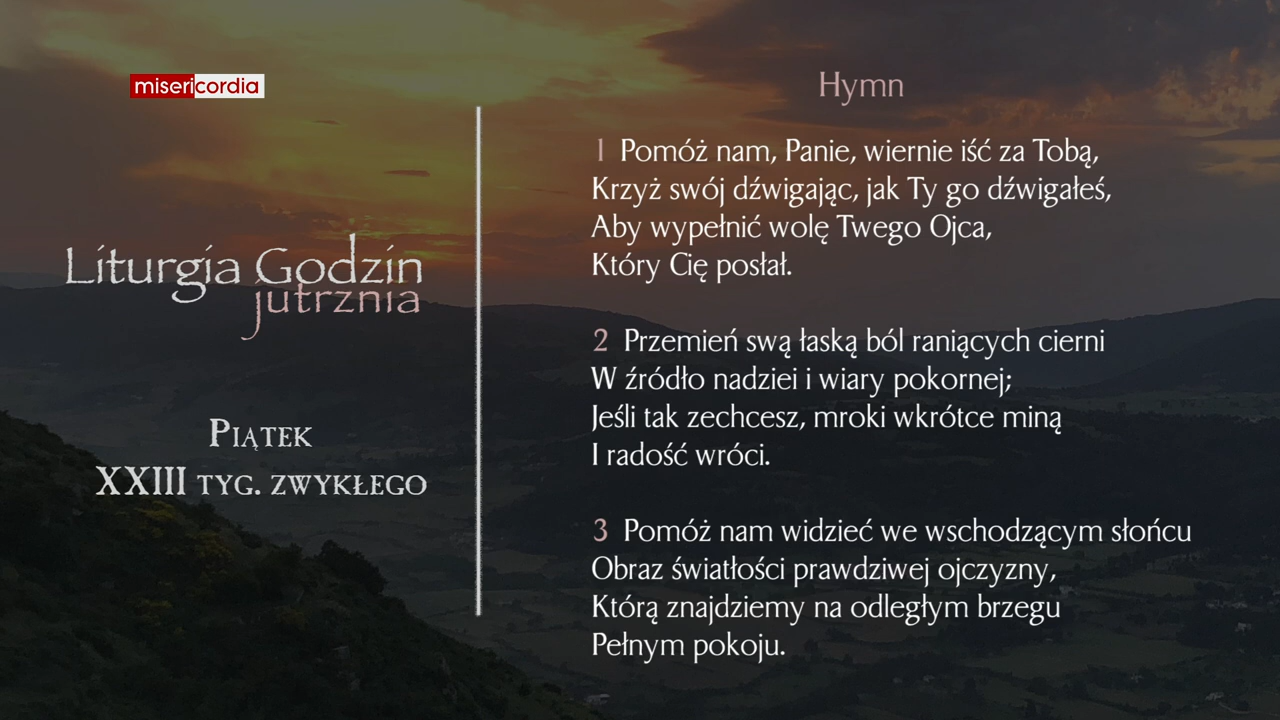 misericordia
Liturgia Godzin
jutrznia
Piątek
XXIII tyg. zwykłego
Hymn
1 Pomóż nam, Panie, wiernie iść za Tobą,
Krzyż swój dźwigając, jak Ty go dźwigałeś,
Aby wypełnić wolę Twego Ojca,
Który Cię posłał.
2 Przemień swą łaską ból raniących cierni
W źródło nadziei i wiary pokornej;
Jeśli tak zechcesz, mroki wkrótce miną
I radość wróci.
3 Pomóż nam widzieć we wschodzącym słońcu
Obraz światłości prawdziwej ojczyzny,
Którą znajdziemy na odległym brzegu
Pełnym pokoju.